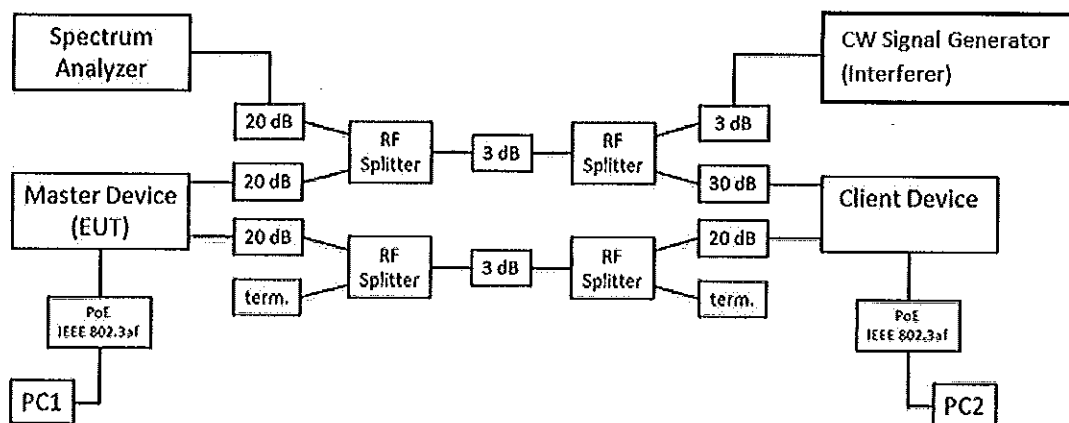 Spectrum
Analyzer
CW Signal Generator
(Interferer)
20 dB
RF
Splitter
3 dB
RF
Splitter
3 dB
20 dB
30 dB
Master Device
(EUT)
Client Device
20 dB
RF
Splitter
3 dB
RF
Splitter
20 dB
term.
term.
PoE
IEEE 802.3af
PoE
IEEE 802.3af
PC1
PC2